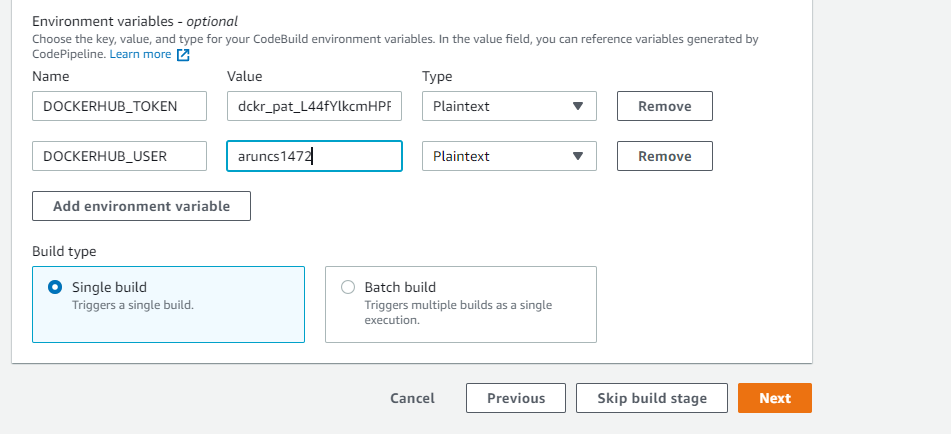 Environment variables - optional
Choose the key, value, and type for your CodeBuild environment variables. In the value field, you can reference variables generated by
CodePipeline. Learn more
Name Value Type
DOCKERHUB_TOKEN dckr_pat_L44fYlkcmHPF Plaintext Remove
DOCKERHUB_USER aruncs1472 Plaintext Remove
Add environment variable
Build type
Single build
Triggers a single build.
Batch build
Triggers multiple builds as a single
execution.
Cancel Previous Skip build stage Next